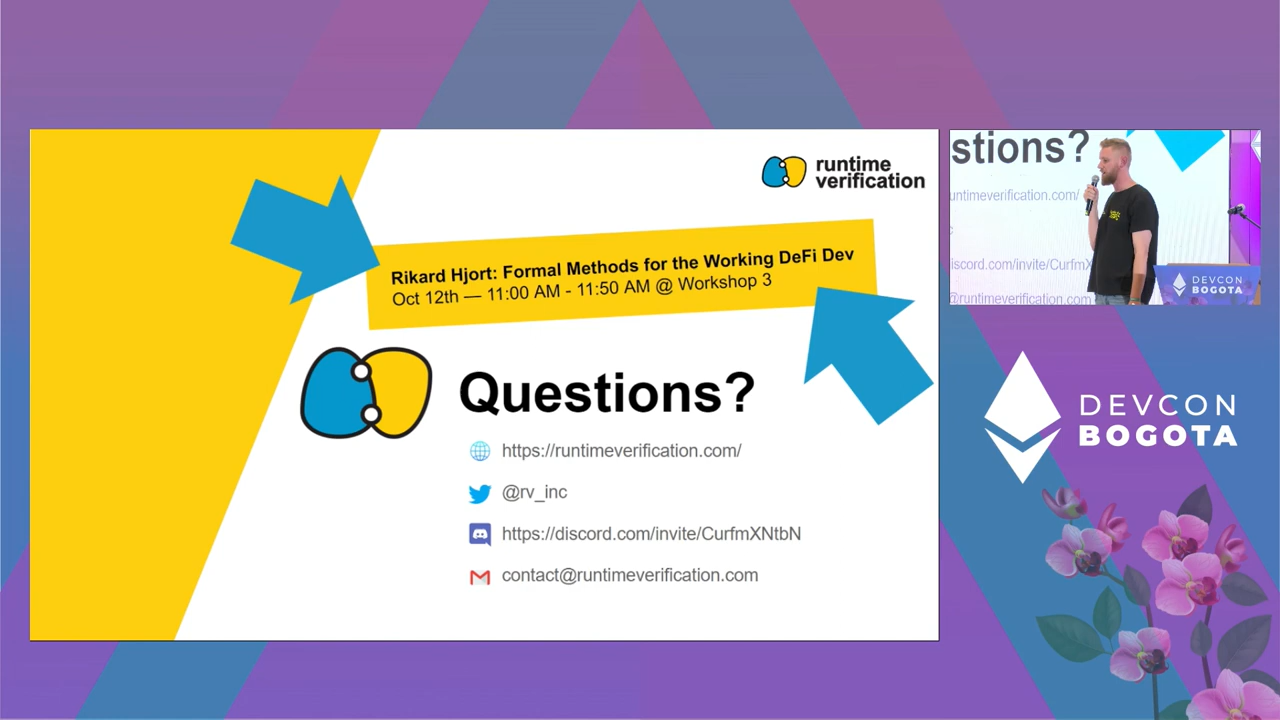 runtime
verification
Rikard Hjort: Formal Methods for the Working DeFi Dev
Oct 12th — 11:00 AM - 11:50 AM @ Workshop 3
Questions?
https://runtimeverification.com/
@rv_inc
https://discord.com/invite/CurfmXNtbN
contact@runtimeverification.com
stions?
untimeverification.com/
iscord.com/invite/CurfmX
@runtimeverification.com
DEVCON
BOGOTA
DEVCON
BOGOTA